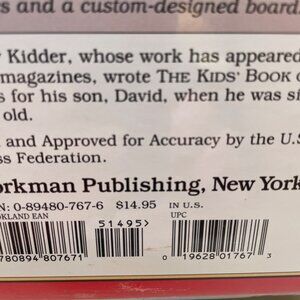 rs and a custom-designed board.
Kidder, whose work has appeared
magazines, wrote THE KIDS' BOOK O
s for his son, David, when he was si
old.
and Approved for Accuracy by the U.S
ss Federation.
orkman Publishing, New York
N: 0-89480-767-6 $14.95 IN U.S.
OKLAND EAN 51495> UPC
780894 807671 0 19628 01767 3